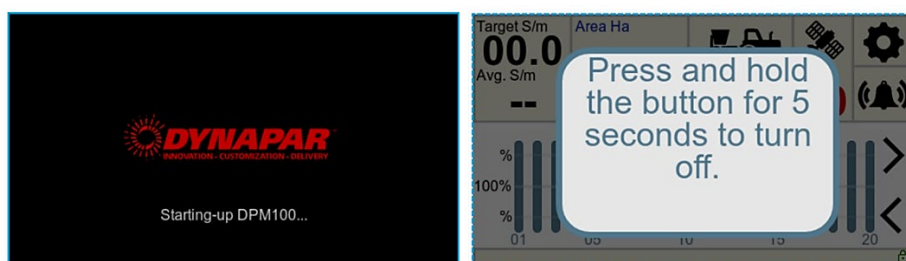 DYNAPAR
INNOVATION - CUSTOMIZATION - DELIVERY
Starting-up DPM100...
Target S/m
Area Ha
00.0
Avg. S/m
--
Press and hold
the button for 5
seconds to turn
off.
%
100%
%
01 05 10 15 20